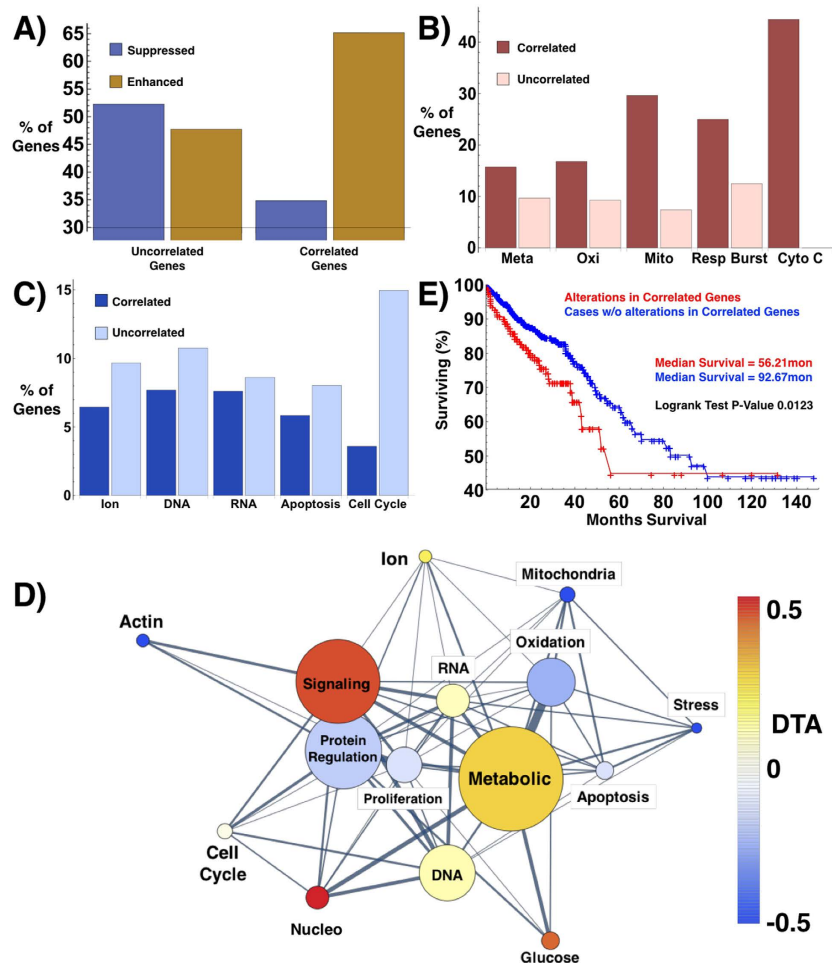 A)
Suppressed
Enhanced
% of
Genes
65
60
55
50
45
40
35
30
Uncorrelated
Genes
Correlated
Genes
B)
Correlated
Uncorrelated
% of
Genes
40
30
20
10
0
Meta
Oxi
Mito
Resp Burst
Cyto C
C)
Correlated
Uncorrelated
% of
Genes
15
10
5
0
Ion
DNA
RNA
Apoptosis
Cell Cycle
E)
Alterations in Correlated Genes
Cases w/o alterations in Correlated Genes
Median Survival = 56.21mon
Median Survival = 92.67mon
Logrank Test P-Value 0.0123
Surviving (%)
100
90
80
70
60
50
40
20
40
60
80
100
120
140
Months Survival
D)
Ion
Mitochondria
Actin
Oxidation
RNA
Signaling
Stress
Protein
Regulation
Metabolic
Proliferation
Apoptosis
Cell
Cycle
DNA
Nucleo
Glucose
0.5
DTA
0
-0.5